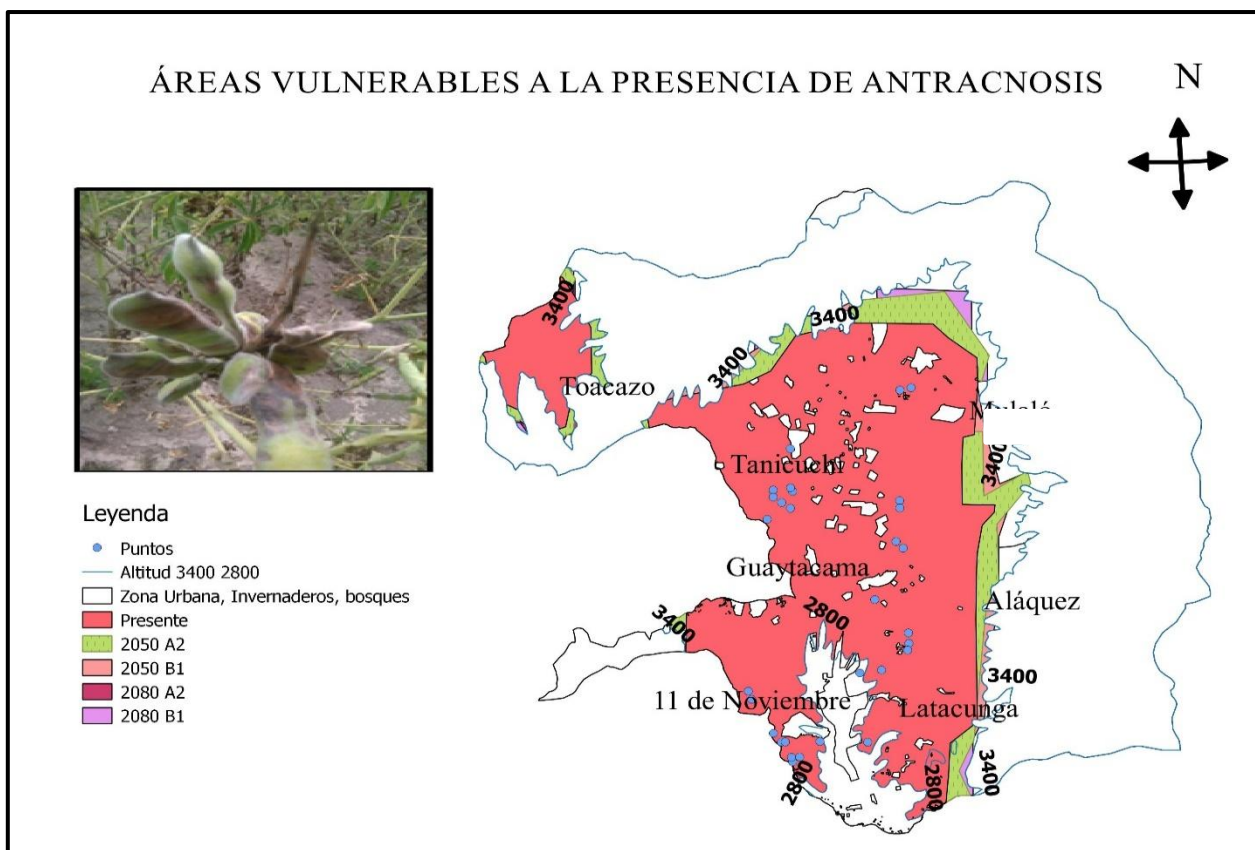 ÁREAS VULNERABLES A LA PRESENCIA DE ANTRACNOSIS
N
3400
3400
3400
Toacazo
Tanicuchí
3400
Guaytacama
2800
Aláquez
3400
3400
11 de Noviembre
Latacunga
2800
2800
3400
Leyenda
Puntos
Altitud 3400 2800
Zona Urbana, Invernaderos, bosques
Presente
2050 A2
2050 B1
2080 A2
2080 B1